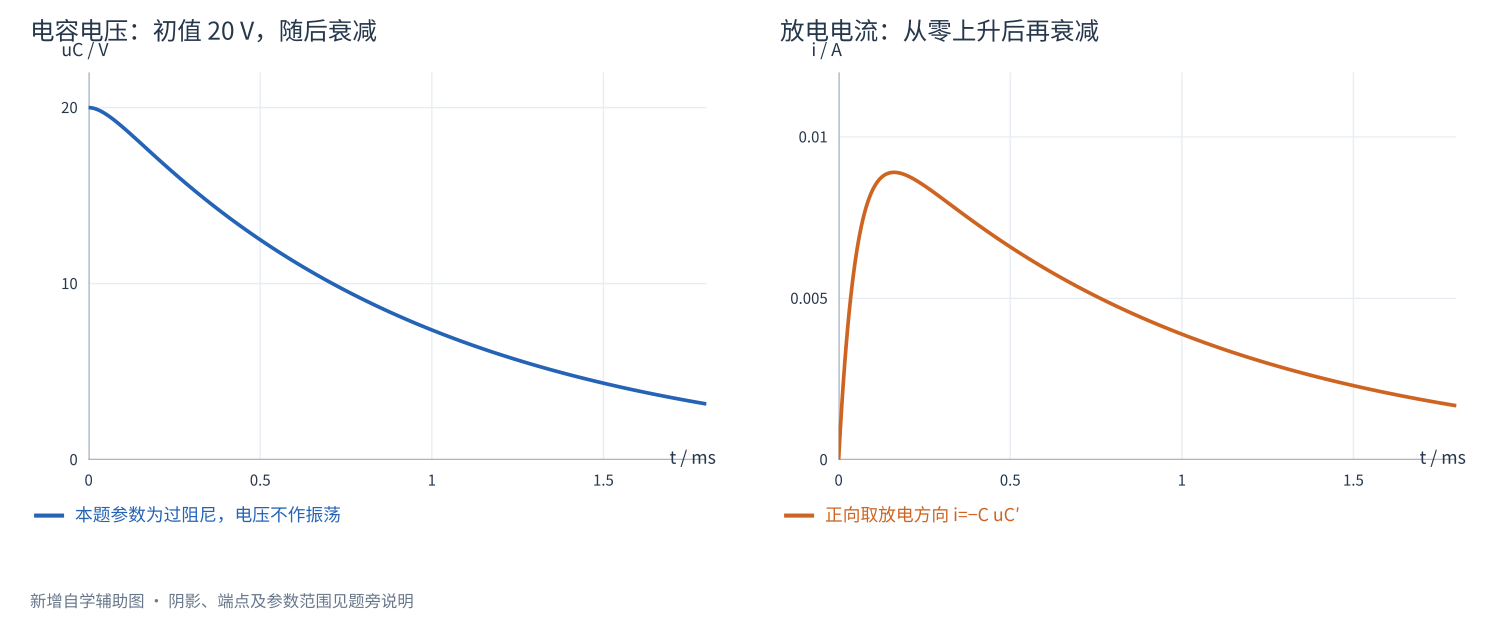 电容电压：初值 20 V，随后衰减
uC / V
20
10
0
0
0.5
1
1.5
t / ms
本题参数为过阻尼，电压不作振荡
放电电流：从零上升后再衰减
i / A
0.01
0.005
0
0
0.5
1
1.5
t / ms
正向取放电方向 i=−C uC′
新增自学辅助图 · 阴影、端点及参数范围见题旁说明